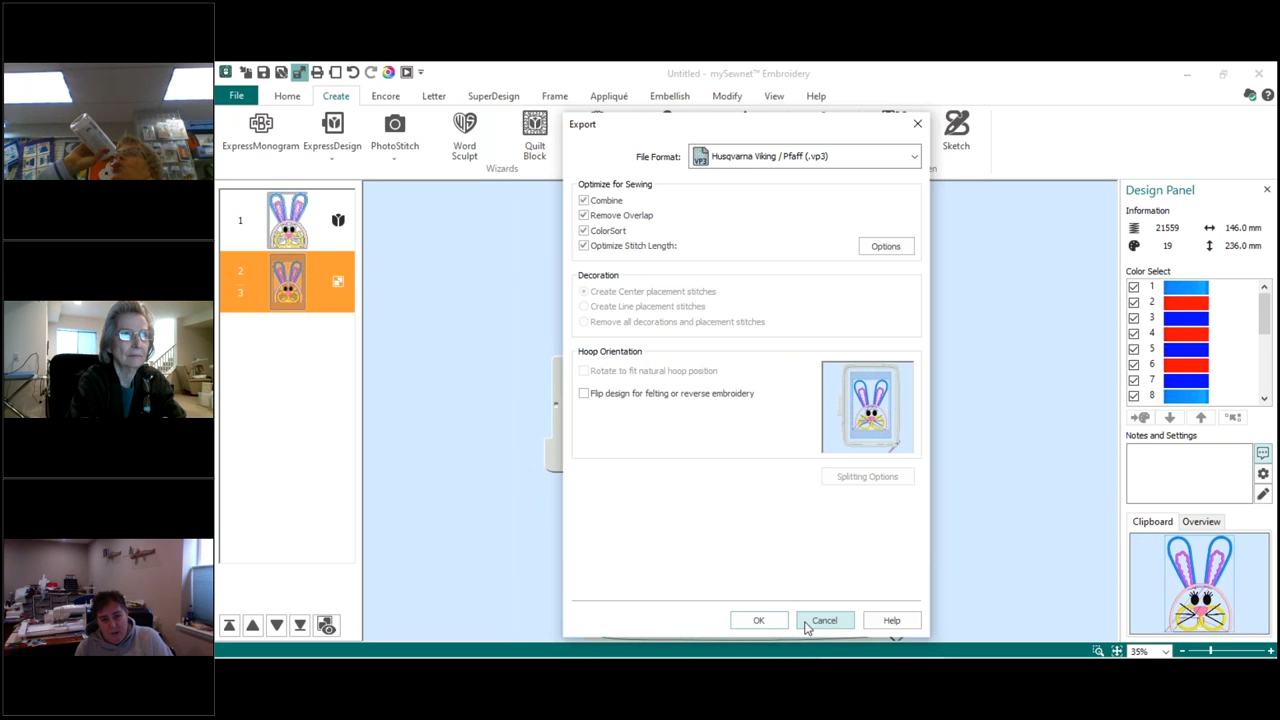 Untitled - mySewnet™ Embroidery
File Home Create Encore Letter SuperDesign Frame Appliqué Embellish Modify View Help
ExpressMonogram ExpressDesign PhotoStitch Word Sculpt Quilt Block Sketch
Wizards
Export
File Format: VP3 Husqvarna Viking / Pfaff (.vp3)
Optimize for Sewing
Combine
Remove Overlap
ColorSort
Optimize Stitch Length:
Options
Decoration
Create Center placement stitches
Create Line placement stitches
Remove all decorations and placement stitches
Hoop Orientation
Rotate to fit natural hoop position
Flip design for felting or reverse embroidery
Splitting Options
OK Cancel Help
1
2
3
Design Panel
Information
21559 146.0 mm
19 236.0 mm
Color Select
1
2
3
4
5
6
7
8
Notes and Settings
Clipboard Overview
35%